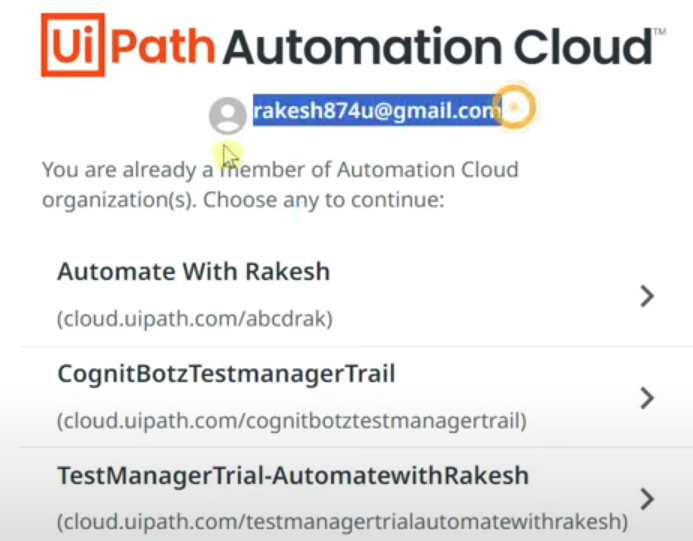 UiPath Automation Cloud™
rakesh874u@gmail.com
You are already a member of Automation Cloud
organization(s). Choose any to continue:
Automate With Rakesh
(cloud.uipath.com/abcdrak)
CognitBotzTestmanagerTrail
(cloud.uipath.com/cognitbotztestmanagertrail)
TestManagerTrial-AutomatewithRakesh
(cloud.uipath.com/testmanagertrialautomatewithrakesh)